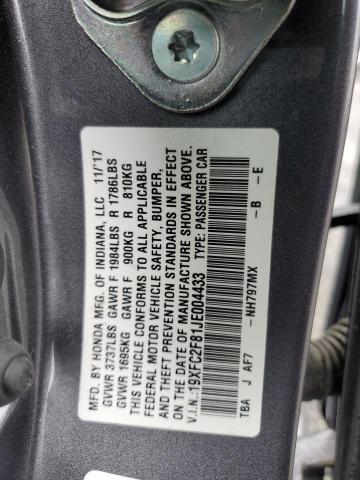 MFD. BY HONDA MFG. OF INDIANA, LLC 11/17
GVWR 3737LBS GAWR F 1984LBS R 1786LBS
GVWR 1695KG GAWR F 900KG R 810KG
THIS VEHICLE CONFORMS TO ALL APPLICABLE
FEDERAL MOTOR VEHICLE SAFETY, BUMPER,
AND THEFT PREVENTION STANDARDS IN EFFECT
ON THE DATE OF MANUFACTURE SHOWN ABOVE.
V.I.N.: 19XFC2F81JE004433 TYPE: PASSENGER CAR
TBA J AF7 -NH797MX -B -E